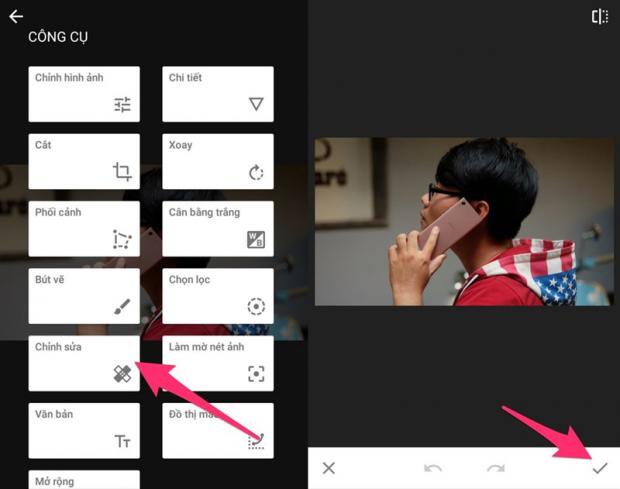 CÔNG CỤ
Chỉnh hình ảnh
Chi tiết
Cắt
Xoay
Phối cảnh
Cân bằng trắng
W
B
Bút vẽ
Chọn lọc
Chỉnh sửa
Làm mờ nét ảnh
Văn bản
Đồ thị
TT
Mở rộng